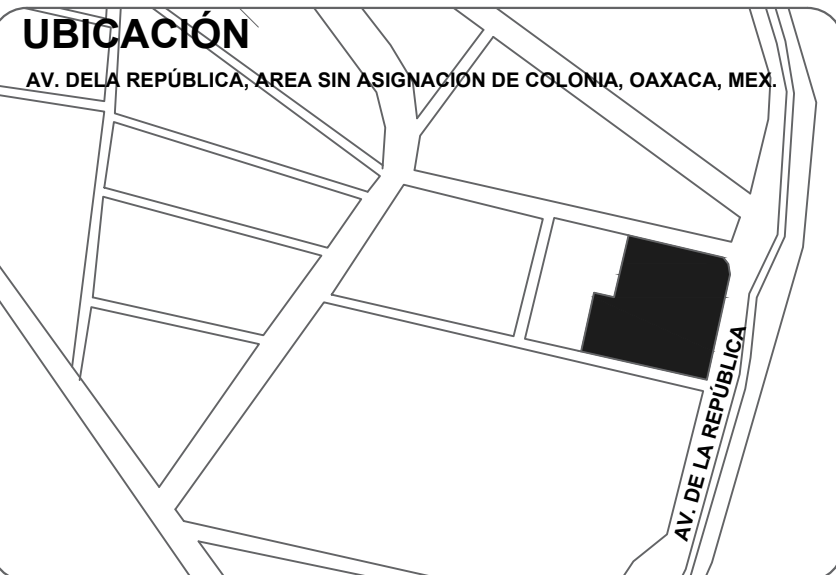 UBICACIÓN
AV. DELA REPÚBLICA, AREA SIN ASIGNACION DE COLONIA, OAXACA, MEX.
AV. DE LA REPÚBLICA